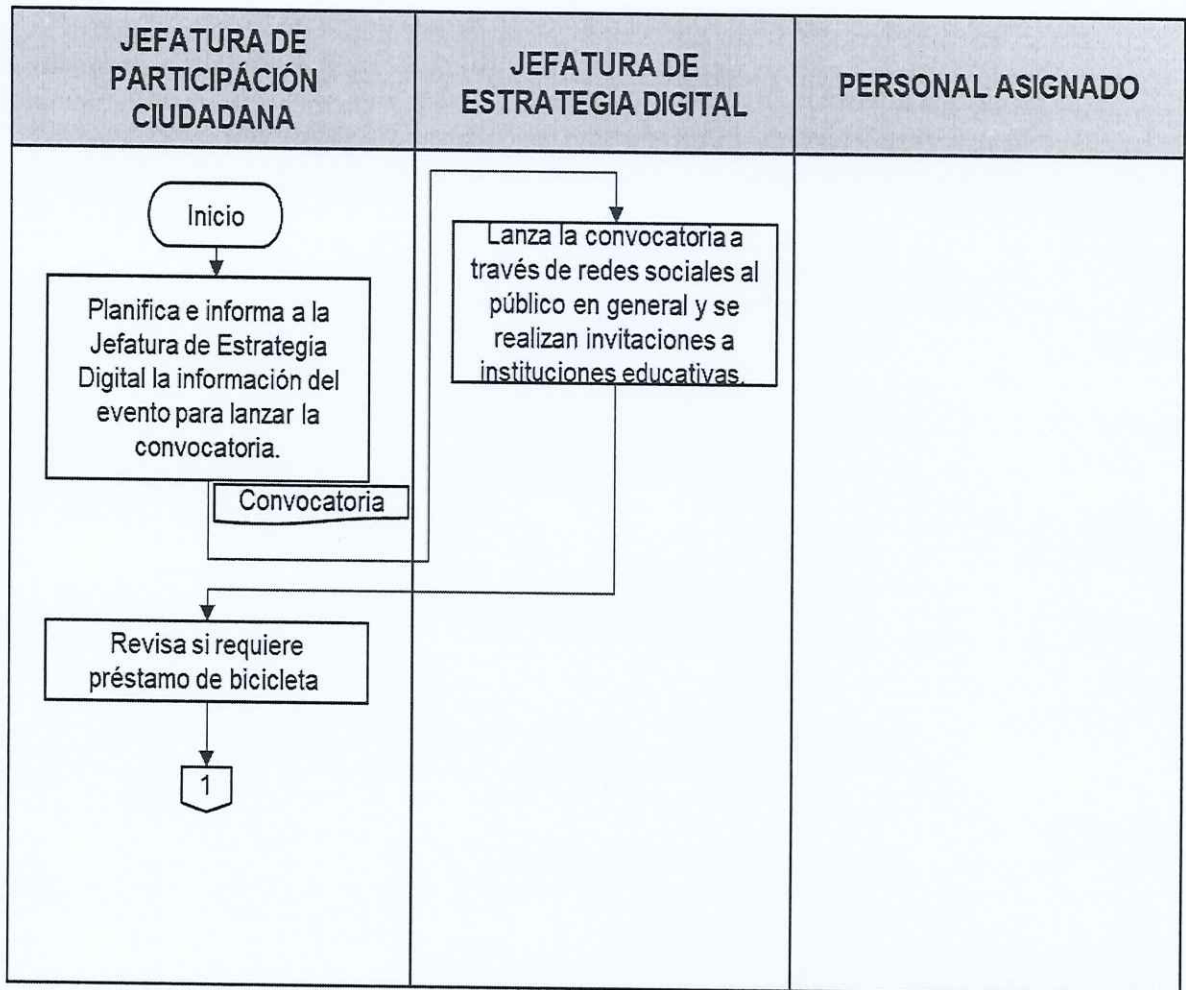 JEFATURA DE
PARTICIPÁCIÓN
CIUDADANA
JEFATURA DE
ESTRATEGIA DIGITAL
PERSONAL ASIGNADO
Inicio
Planifica e informa a la
Jefatura de Estrategia
Digital la información del
evento para lanzar la
convocatoria.
Convocatoria
Lanza la convocatoria a
través de redes sociales al
público en general y se
realizan invitaciones a
instituciones educativas.
Revisa si requiere
préstamo de bicicleta
1